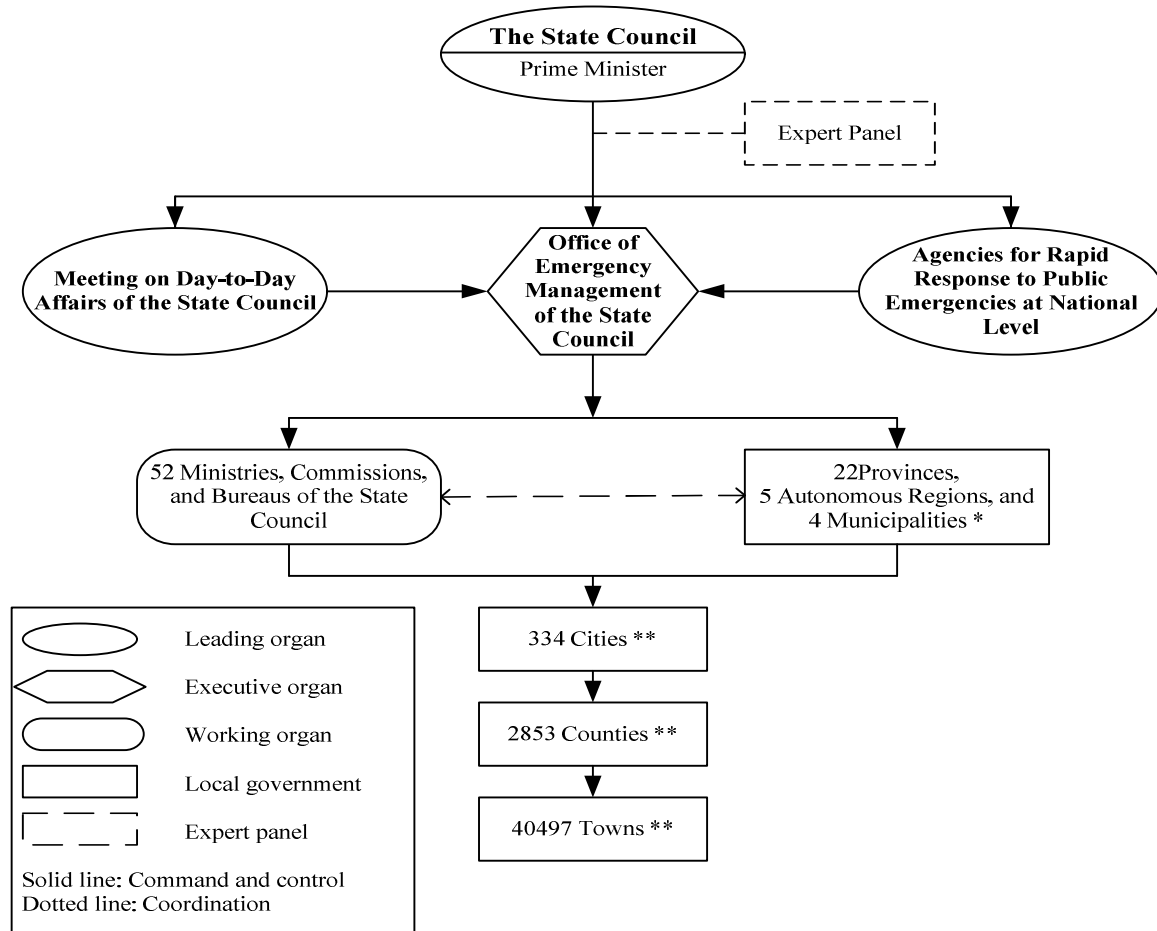 The State Council
Prime Minister
Expert Panel
Meeting on Day-to-Day
Affairs of the State Council
Office of
Emergency
Management
of the State
Council
Agencies for Rapid
Response to Public
Emergencies at National
Level
52 Ministries, Commissions,
and Bureaus of the State
Council
22Provinces,
5 Autonomous Regions, and
4 Municipalities *
334 Cities **
2853 Counties **
40497 Towns **
Leading organ
Executive organ
Working organ
Local government
Expert panel
Solid line: Command and control
Dotted line: Coordination